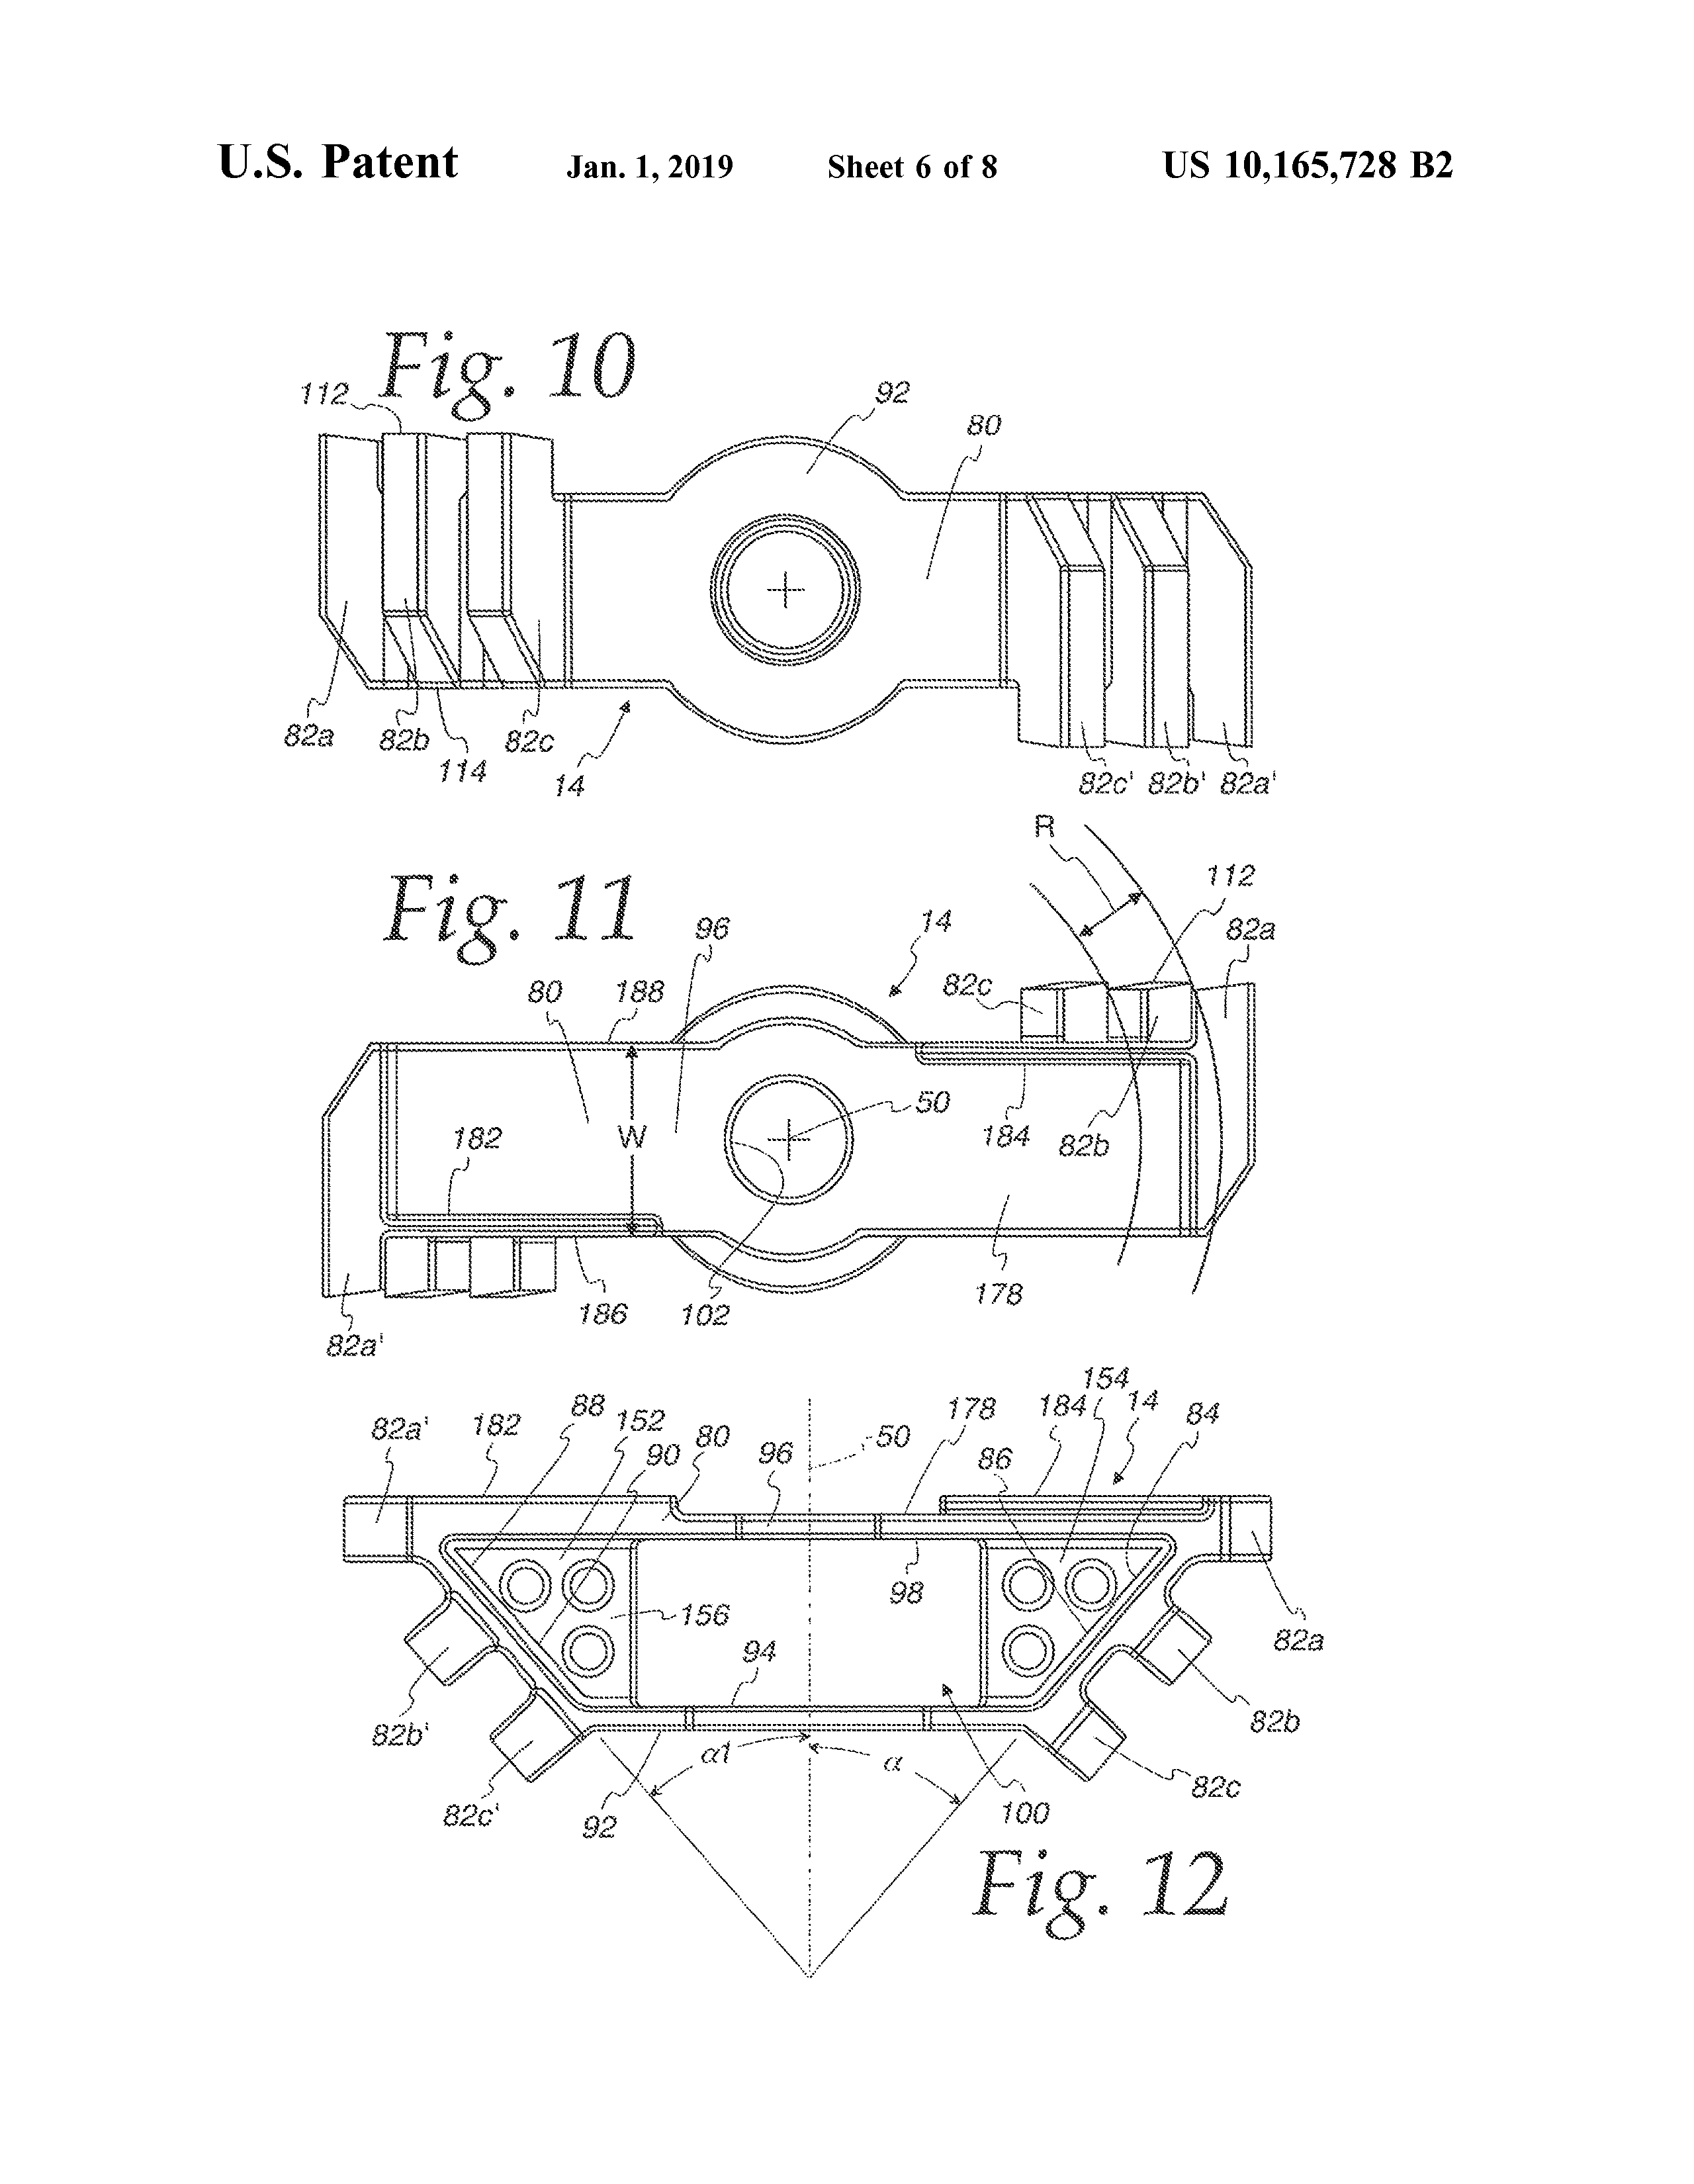 U.S. Patent Jan. 1, 2019 Sheet 6 of 8 US 10,165,728 B2
Fig. 10
112
92
80
82a
82b
114
82c
14
82c' 82b' 82a'
Fig. 11
R
112
14
82a
96
82c
80
188
50
182
W
184
82b
178
186
102
82a'
154
88
184
14
178
84
82a'
182
152
90
80
96
50
86
98
156
82a
94
82b'
82b
α1
α
82c
82c'
92
100
Fig. 12